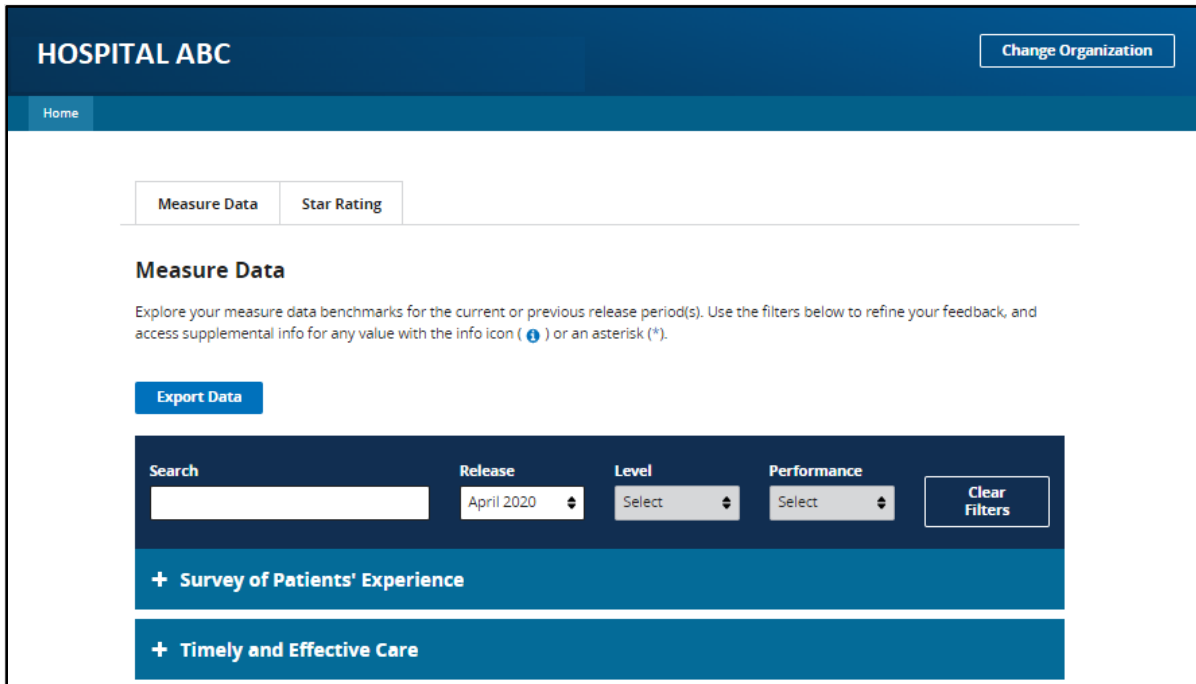 HOSPITAL ABC
Change Organization
Home
Measure Data
Star Rating
Measure Data
Explore your measure data benchmarks for the current or previous release period(s). Use the filters below to refine your feedback, and
access supplemental info for any value with the info icon ( i ) or an asterisk (*).
Export Data
Search
Release
Level
Performance
April 2020
Select
Select
Clear
Filters
+ Survey of Patients' Experience
+ Timely and Effective Care